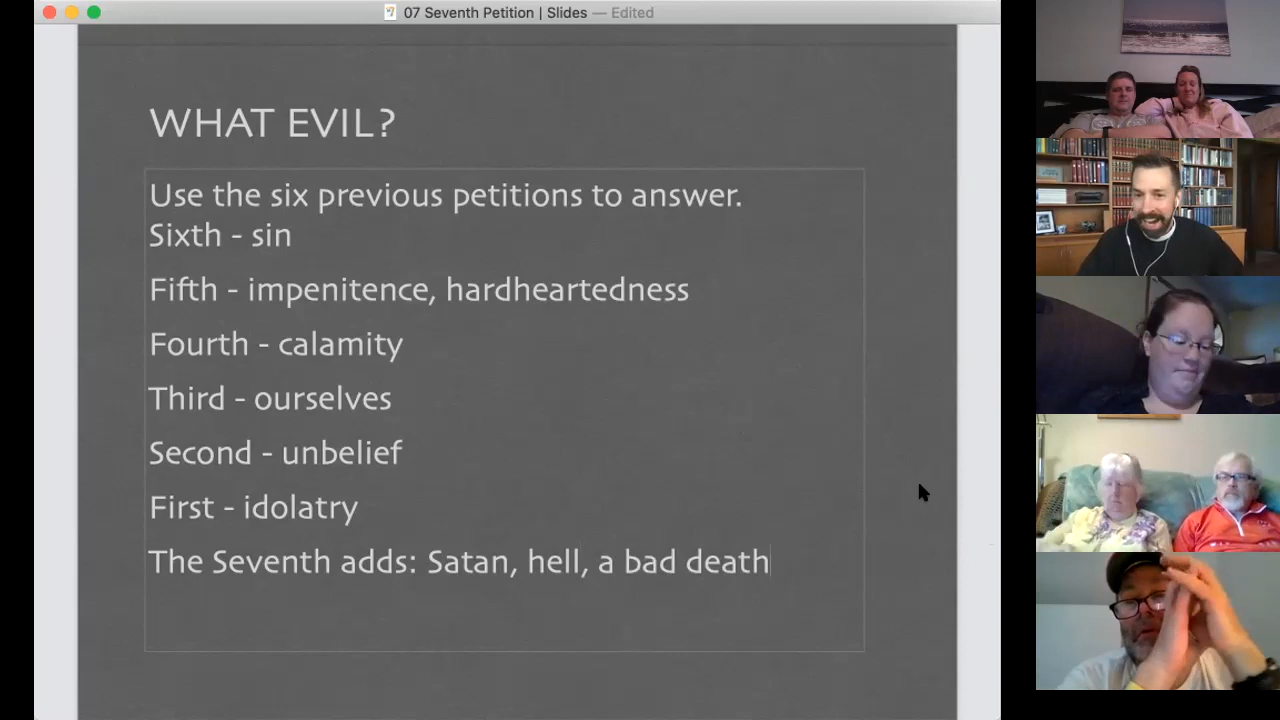 07 Seventh Petition | Slides — Edited
WHAT EVIL?
Use the six previous petitions to answer.
Sixth - sin
Fifth - impenitence, hardheartedness
Fourth - calamity
Third - ourselves
Second - unbelief
First - idolatry
The Seventh adds: Satan, hell, a bad death